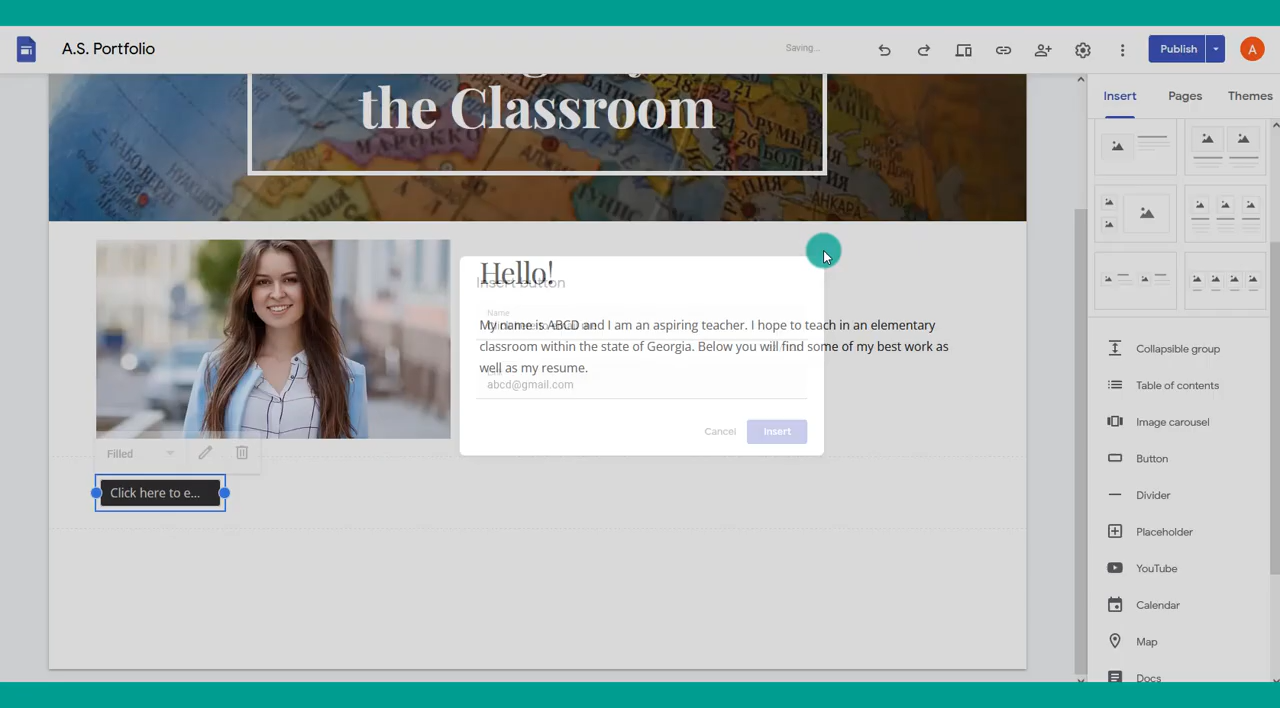 A.S. Portfolio
Saving...
Publish
A
Insert
Pages
Themes
the Classroom
МАРОККО
АНКАРА
Hello!
Insert button
Name
My name is ABCD and I am an aspiring teacher. I hope to teach in an elementary
classroom within the state of Georgia. Below you will find some of my best work as
well as my resume.
abcd@gmail.com
Cancel
Insert
Filled
Click here to e...
Collapsible group
Table of contents
Image carousel
Button
Divider
Placeholder
YouTube
Calendar
Map
Docs